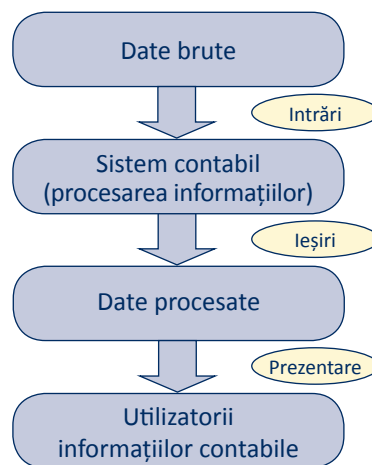 Date brute
Intrări
Sistem contabil
(procesarea informațiilor)
Ieșiri
Date procesate
Prezentare
Utilizatorii
informațiilor contabile